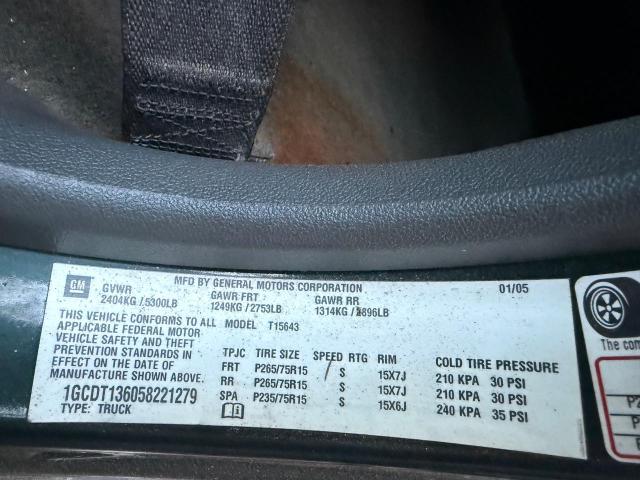 GM
MFD BY GENERAL MOTORS CORPORATION 01/05
GVWR GAWR FRT GAWR RR
2404KG / 5300LB 1249KG / 2753LB 1314KG / 2896LB
THIS VEHICLE CONFORMS TO ALL MODEL T15643
APPLICABLE FEDERAL MOTOR
VEHICLE SAFETY AND THEFT
PREVENTION STANDARDS IN
EFFECT ON THE DATE OF
MANUFACTURE SHOWN ABOVE.
1GCDT136058221279
TYPE: TRUCK
TPJC TIRE SIZE SPEED RTG RIM COLD TIRE PRESSURE
FRT P265/75R15 S 15X7J 210 KPA 30 PSI
RR P265/75R15 S 15X7J 210 KPA 30 PSI
SPA P235/75R15 S 15X6J 240 KPA 35 PSI
The